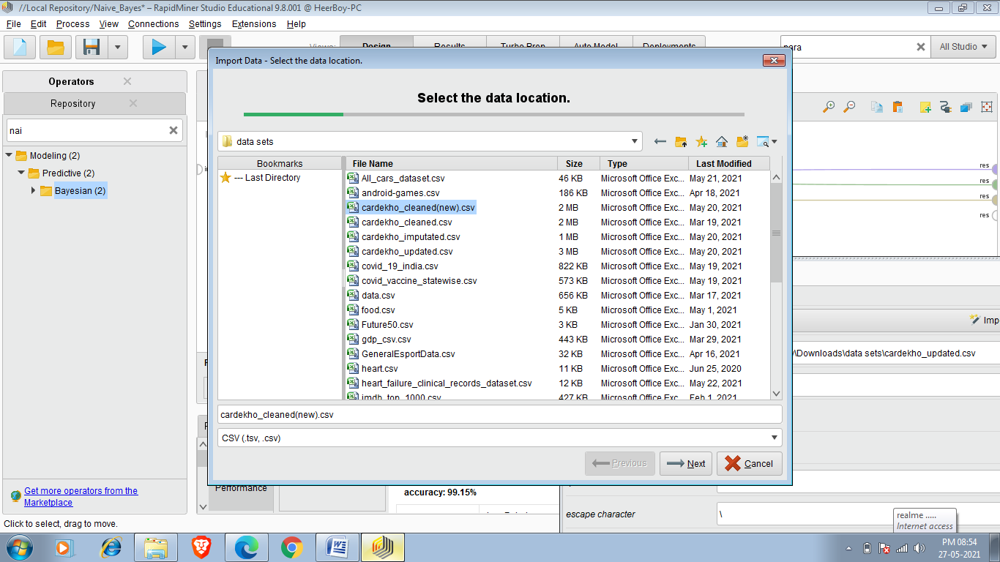 //Local Repository/Naive_Bayes* – RapidMiner Studio Educational 9.8.001 @ HeerBoy-PC
File Edit Process View Connections Settings Extensions Help
Views: Design Results Turbo Prep Auto Model Deployments
All Studio
Operators
Repository
nai
Modeling (2)
Predictive (2)
Bayesian (2)
Get more operators from the
Marketplace
Click to select, drag to move.
Import Data - Select the data location.
Select the data location.
data sets
Bookmarks
--- Last Directory
File Name Size Type Last Modified
All_cars_dataset.csv 46 KB Microsoft Office Exc... May 21, 2021
android-games.csv 186 KB Microsoft Office Exc... Apr 18, 2021
cardekho_cleaned(new).csv 2 MB Microsoft Office Exc... May 20, 2021
cardekho_cleaned.csv 2 MB Microsoft Office Exc... Mar 19, 2021
cardekho_imputated.csv 1 MB Microsoft Office Exc... May 20, 2021
cardekho_updated.csv 3 MB Microsoft Office Exc... May 20, 2021
covid_19_india.csv 822 KB Microsoft Office Exc... May 19, 2021
covid_vaccine_statewise.csv 573 KB Microsoft Office Exc... May 19, 2021
data.csv 656 KB Microsoft Office Exc... Mar 17, 2021
food.csv 5 KB Microsoft Office Exc... May 1, 2021
Future50.csv 3 KB Microsoft Office Exc... Jan 30, 2021
gdp_csv.csv 443 KB Microsoft Office Exc... Mar 29, 2021
GeneralEsportData.csv 32 KB Microsoft Office Exc... Apr 16, 2021
heart.csv 11 KB Microsoft Office Exc... Jun 25, 2020
heart_failure_clinical_records_dataset.csv 12 KB Microsoft Office Exc... May 22, 2021
imdb_top_1000.csv 427 KB Microsoft Office Exc... Feb 1, 2021
cardekho_cleaned(new).csv
CSV (.tsv, .csv)
Previous Next Cancel
res
res
res
res
\Downloads\data sets\cardekho_updated.csv
Performance
accuracy: 99.15%
escape character \
realme .....
Internet access
PM 08:54
27-05-2021